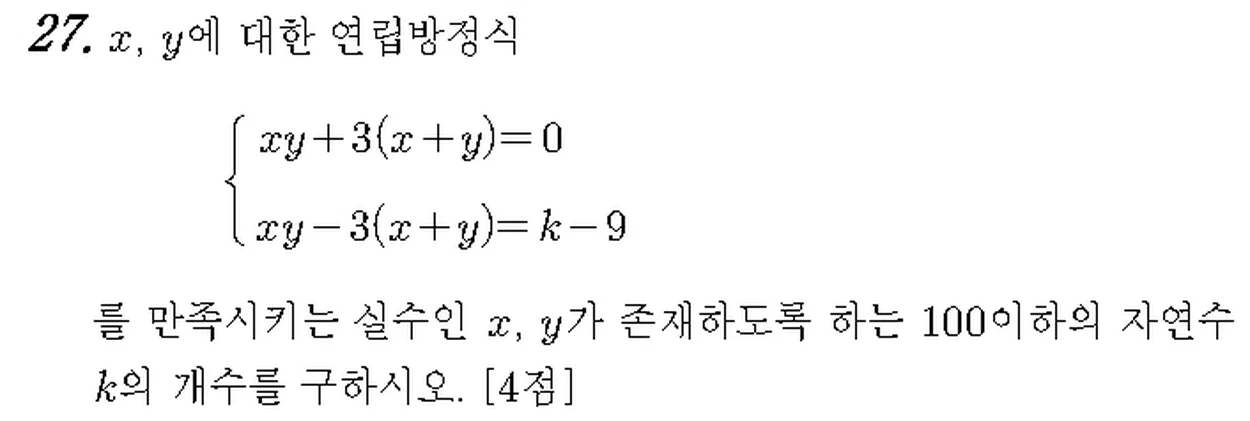 27. x, y에 대한 연립방정식
xy+3(x+y)=0
xy-3(x+y)=k-9
를 만족시키는 실수인 x, y가 존재하도록 하는 100이하의 자연수
k의 개수를 구하시오. [4점]